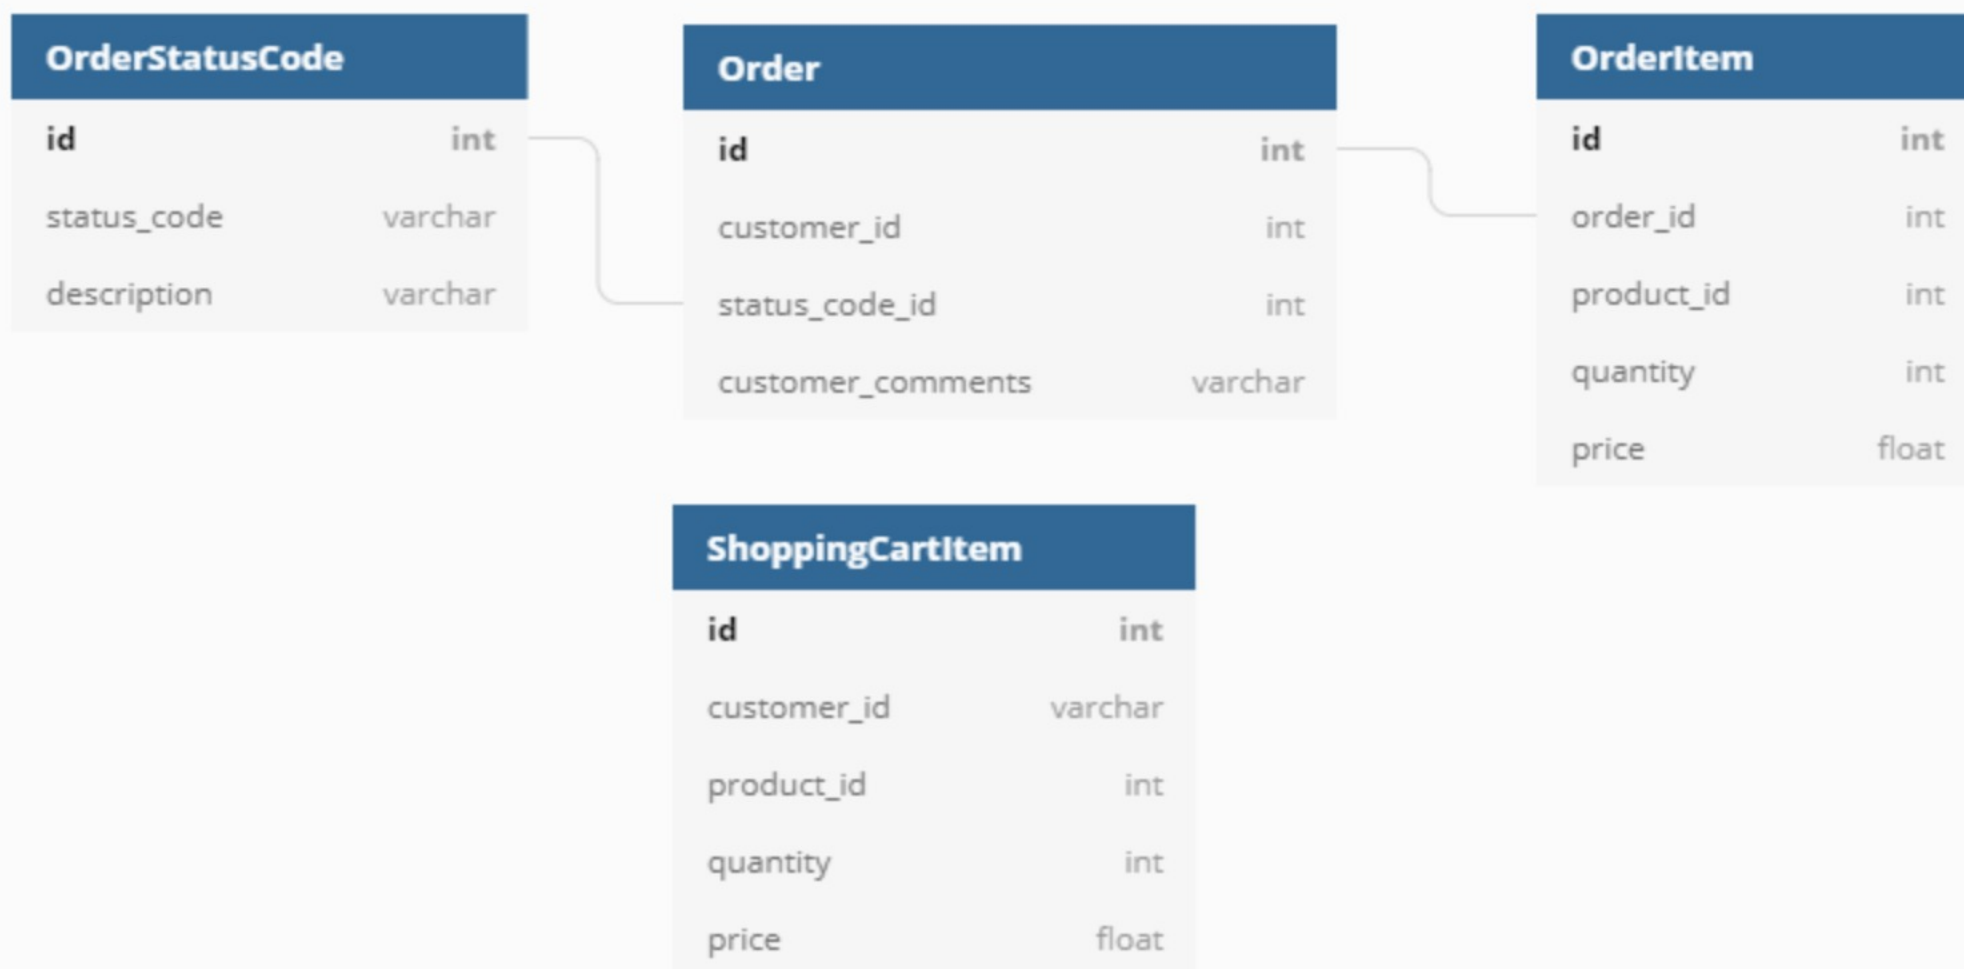 OrderStatusCode
id int
status_code varchar
description varchar
Order
id int
customer_id int
status_code_id int
customer_comments varchar
OrderItem
id int
order_id int
product_id int
quantity int
price float
ShoppingCartItem
id int
customer_id varchar
product_id int
quantity int
price float